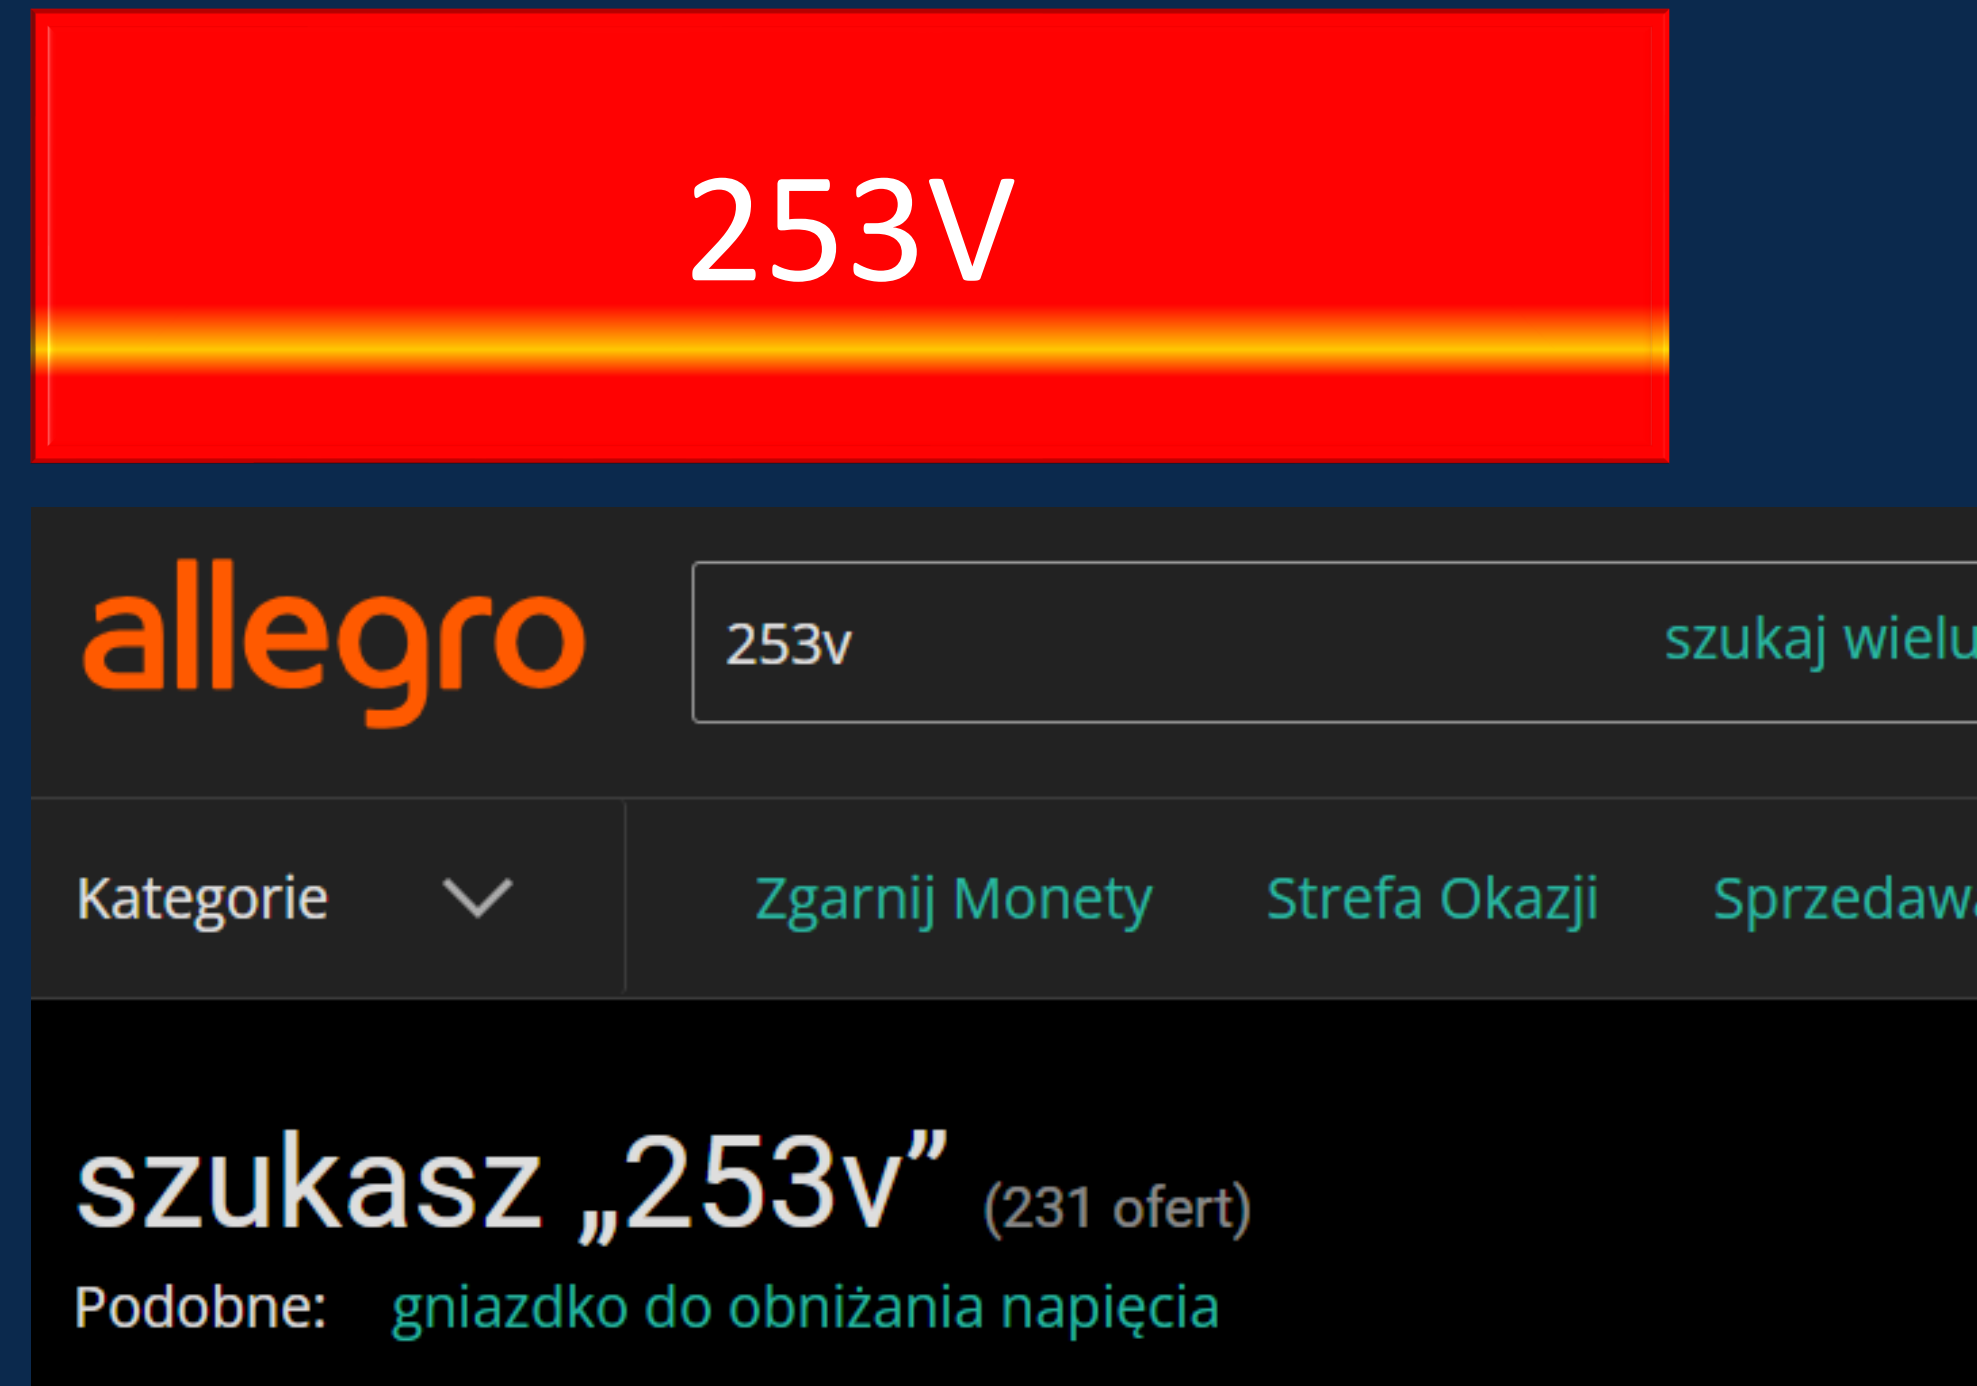 253V
allegro
253v szukaj wielu
Kategorie Zgarnij Monety Strefa Okazji Sprzedawa
szukasz „253v” (231 ofert)
Podobne: gniazdko do obniżania napięcia